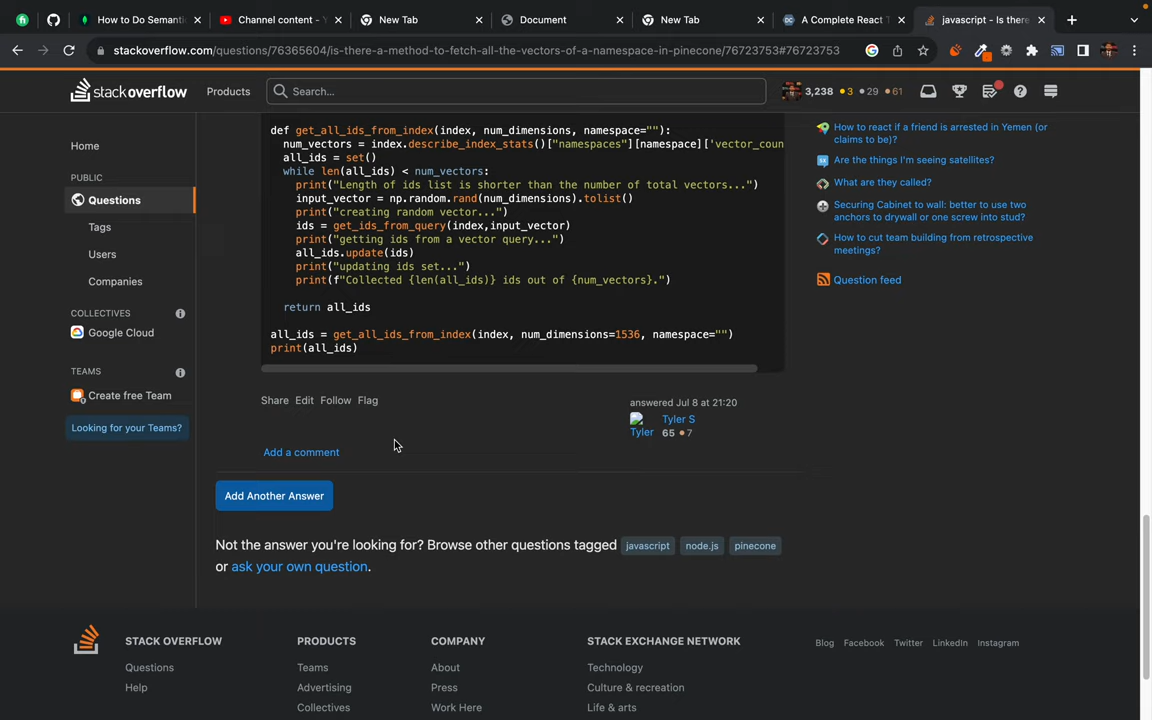 How to Do Semanti
Channel content - Y
New Tab
Document
New Tab
A Complete React T
javascript - Is there
stackoverflow.com/questions/76365604/is-there-a-method-to-fetch-all-the-vectors-of-a-namespace-in-pinecone/76723753#76723753
stackoverflow
Products
Search...
3,238 3 29 61
Home
PUBLIC
Questions
Tags
Users
Companies
COLLECTIVES
Google Cloud
TEAMS
Create free Team
Looking for your Teams?
def get_all_ids_from_index(index, num_dimensions, namespace=""):
num_vectors = index.describe_index_stats()["namespaces"][namespace]['vector_coun
all_ids = set()
while len(all_ids) < num_vectors:
print("Length of ids list is shorter than the number of total vectors...")
input_vector = np.random.rand(num_dimensions).tolist()
print("creating random vector...")
ids = get_ids_from_query(index,input_vector)
print("getting ids from a vector query...")
all_ids.update(ids)
print("updating ids set...")
print(f"Collected {len(all_ids)} ids out of {num_vectors}.")
return all_ids
all_ids = get_all_ids_from_index(index, num_dimensions=1536, namespace="")
print(all_ids)
Share Edit Follow Flag
answered Jul 8 at 21:20
Tyler
Tyler S
65 7
Add a comment
Add Another Answer
Not the answer you're looking for? Browse other questions tagged javascript node.js pinecone
or ask your own question.
How to react if a friend is arrested in Yemen (or
claims to be)?
Are the things I'm seeing satellites?
What are they called?
Securing Cabinet to wall: better to use two
anchors to drywall or one screw into stud?
How to cut team building from retrospective
meetings?
Question feed
STACK OVERFLOW
Questions
Help
PRODUCTS
Teams
Advertising
Collectives
COMPANY
About
Press
Work Here
STACK EXCHANGE NETWORK
Technology
Culture & recreation
Life & arts
Blog Facebook Twitter LinkedIn Instagram